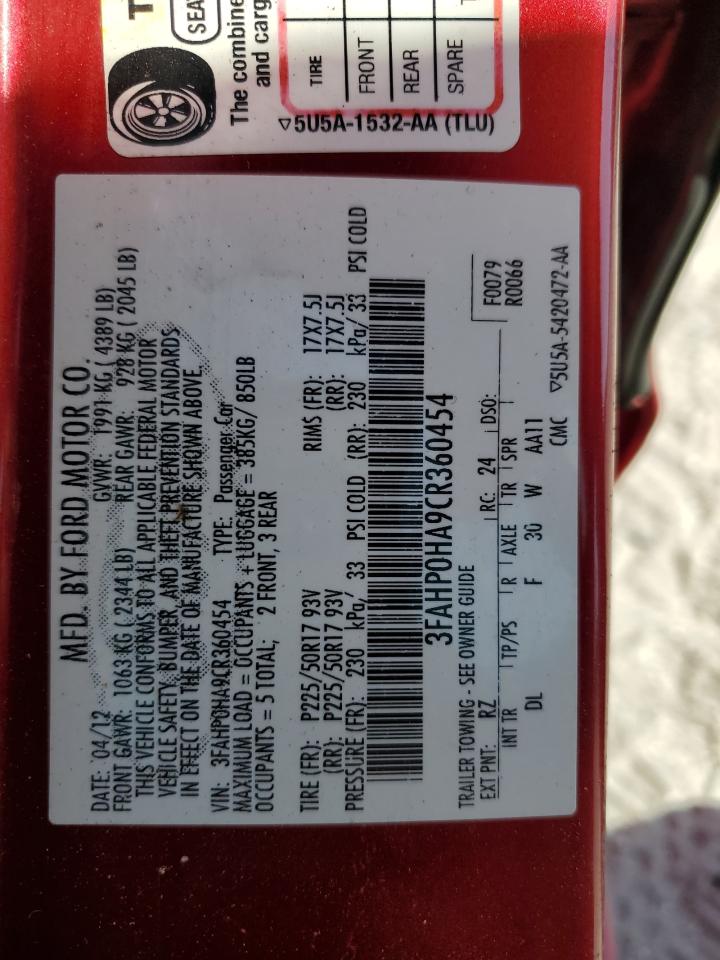 MFD. BY FORD MOTOR CO.
DATE: 04/12 GVWR: 1991 KG ( 4389 LB)
FRONT GAWR: 1063 KG ( 2344 LB) REAR GAWR: 928 KG ( 2045 LB)
THIS VEHICLE CONFORMS TO ALL APPLICABLE FEDERAL MOTOR
VEHICLE SAFETY, BUMPER, AND THEFT PREVENTION STANDARDS
IN EFFECT ON THE DATE OF MANUFACTURE SHOWN ABOVE.
VIN: 3FAHP0HA9CR360454 TYPE: Passenger Car
MAXIMUM LOAD = OCCUPANTS + LUGGAGE = 385KG/ 850LB
OCCUPANTS = 5 TOTAL; 2 FRONT, 3 REAR
TIRE (FR): P225/50R17 93V RIMS (FR): 17X7.5J
(RR): P225/50R17 93V (RR): 17X7.5J
PRESSURE (FR): 230 kPa/ 33 PSI COLD (RR): 230 kPa/ 33 PSI COLD
3FAHP0HA9CR360454
TRAILER TOWING - SEE OWNER GUIDE
EXT PNT: RZ RC: 24 DSO: F0079
R0066
INT TR TP/PS R AXLE TR SPR
DL F 30 W AA11
CMC ▽5U5A-5420472-AA
SEA
The combine
and carg
TIRE
FRONT
REAR
SPARE
▽5U5A-1532-AA (TLU)